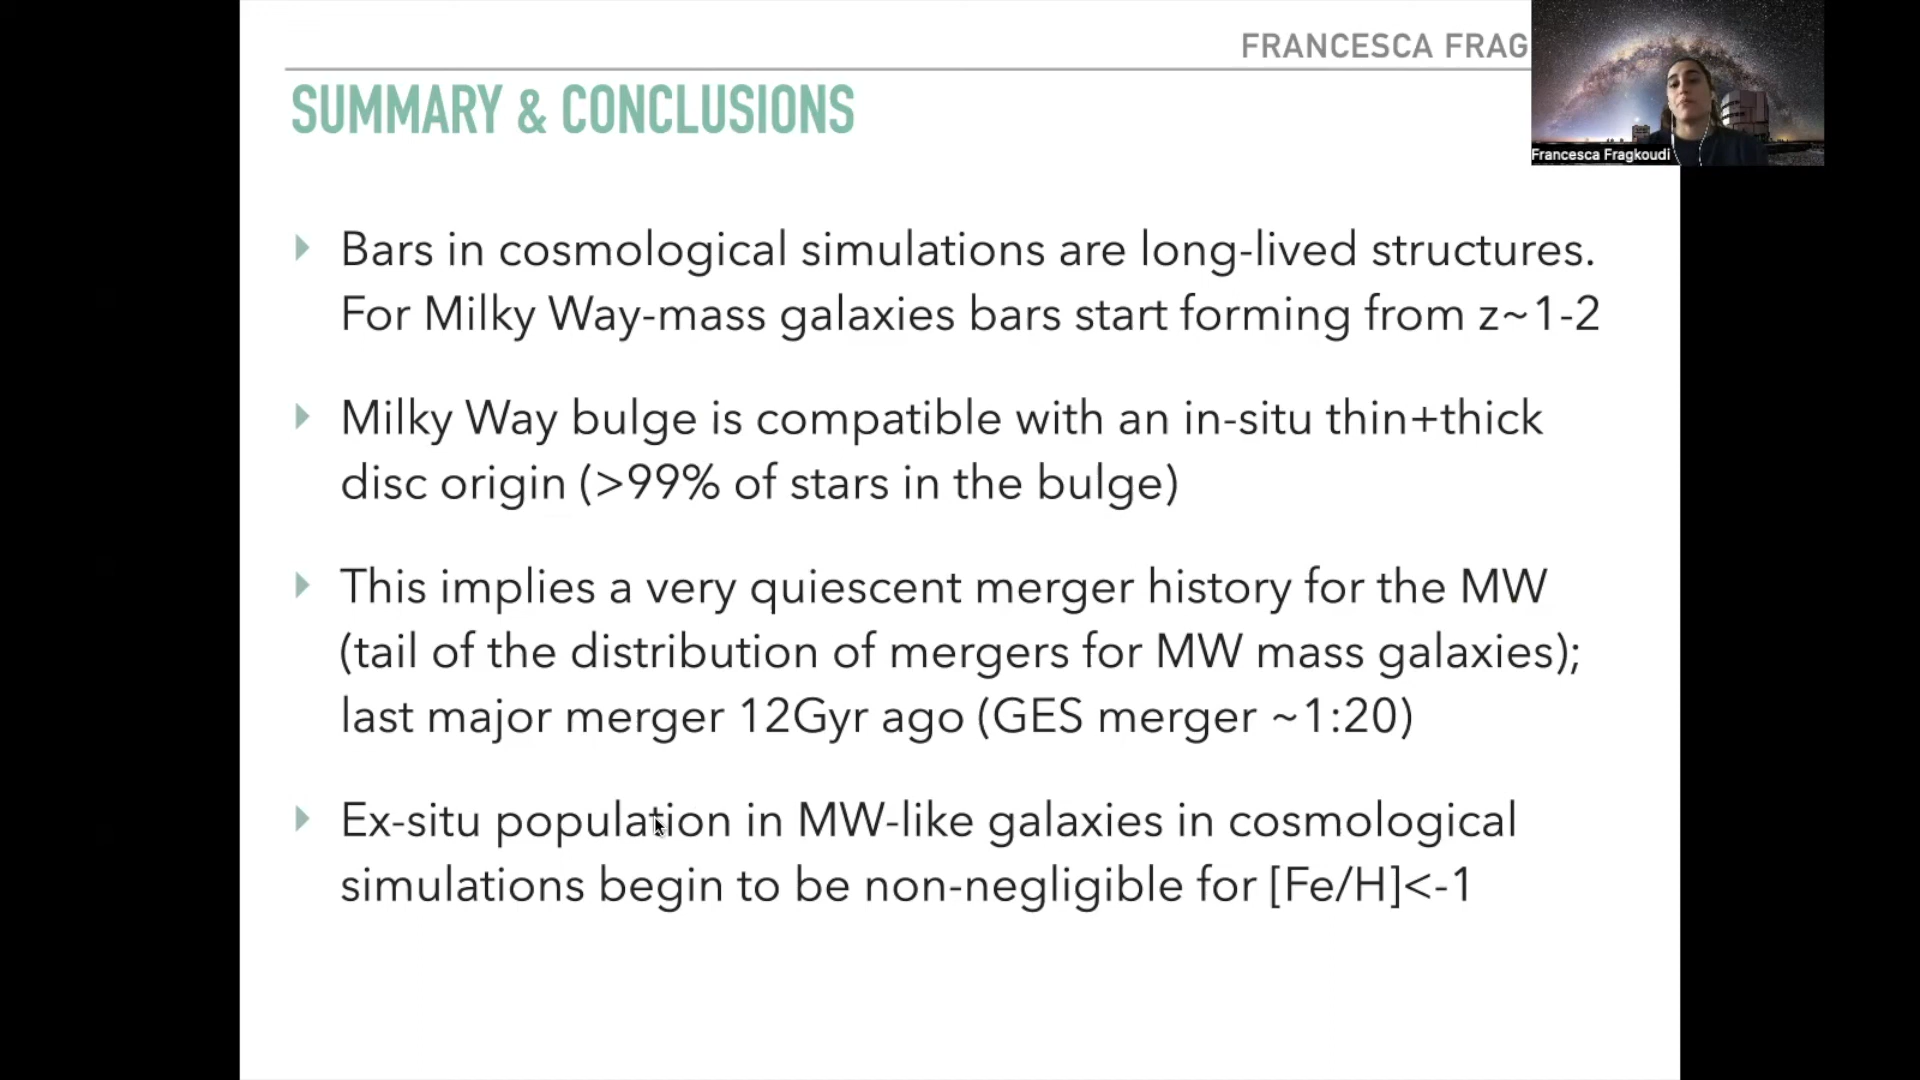 FRANCESCA FRAG
SUMMARY & CONCLUSIONS
Francesca Fragkoudi
Bars in cosmological simulations are long-lived structures.
For Milky Way-mass galaxies bars start forming from z~1-2
Milky Way bulge is compatible with an in-situ thin+thick
disc origin (>99% of stars in the bulge)
This implies a very quiescent merger history for the MW
(tail of the distribution of mergers for MW mass galaxies);
last major merger 12Gyr ago (GES merger ~1:20)
Ex-situ population in MW-like galaxies in cosmological
simulations begin to be non-negligible for [Fe/H]<-1